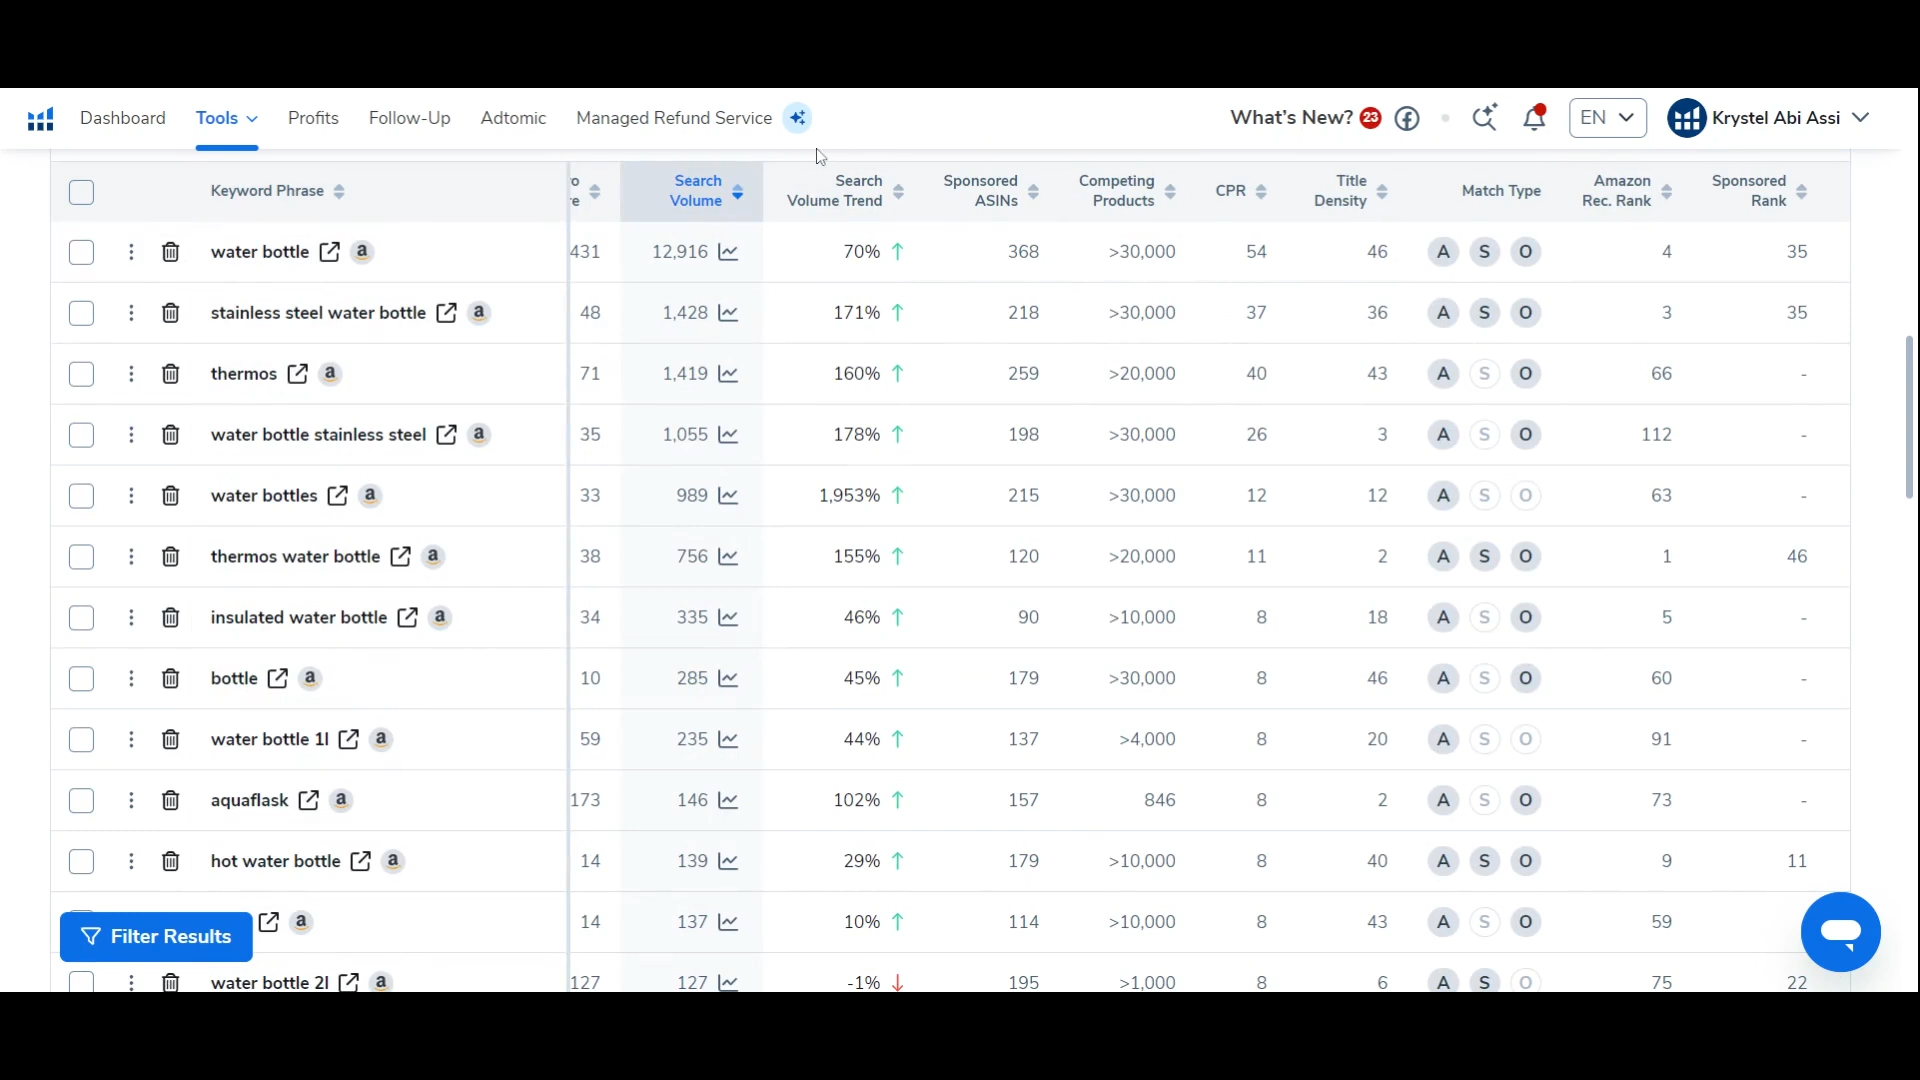 Dashboard Tools Profits Follow-Up Adtomic Managed Refund Service What's New? 23 EN Krystel Abi Assi
Keyword Phrase Search Volume Search Volume Trend Sponsored ASINs Competing Products CPR Title Density Match Type Amazon Rec. Rank Sponsored Rank
water bottle a 431 12,916 70% 368 >30,000 54 46 A S O 4 35
stainless steel water bottle a 48 1,428 171% 218 >30,000 37 36 A S O 3 35
thermos a 71 1,419 160% 259 >20,000 40 43 A S O 66 -
water bottle stainless steel a 35 1,055 178% 198 >30,000 26 3 A S O 112 -
water bottles a 33 989 1,953% 215 >30,000 12 12 A S O 63 -
thermos water bottle a 38 756 155% 120 >20,000 11 2 A S O 1 46
insulated water bottle a 34 335 46% 90 >10,000 8 18 A S O 5 -
bottle a 10 285 45% 179 >30,000 8 46 A S O 60 -
water bottle 1l a 59 235 44% 137 >4,000 8 20 A S O 91 -
aquaflask a 173 146 102% 157 846 8 2 A S O 73 -
hot water bottle a 14 139 29% 179 >10,000 8 40 A S O 9 11
a 14 137 10% 114 >10,000 8 43 A S O 59
Filter Results
water bottle 2l a 127 127 -1% 195 >1,000 8 6 A S O 75 22